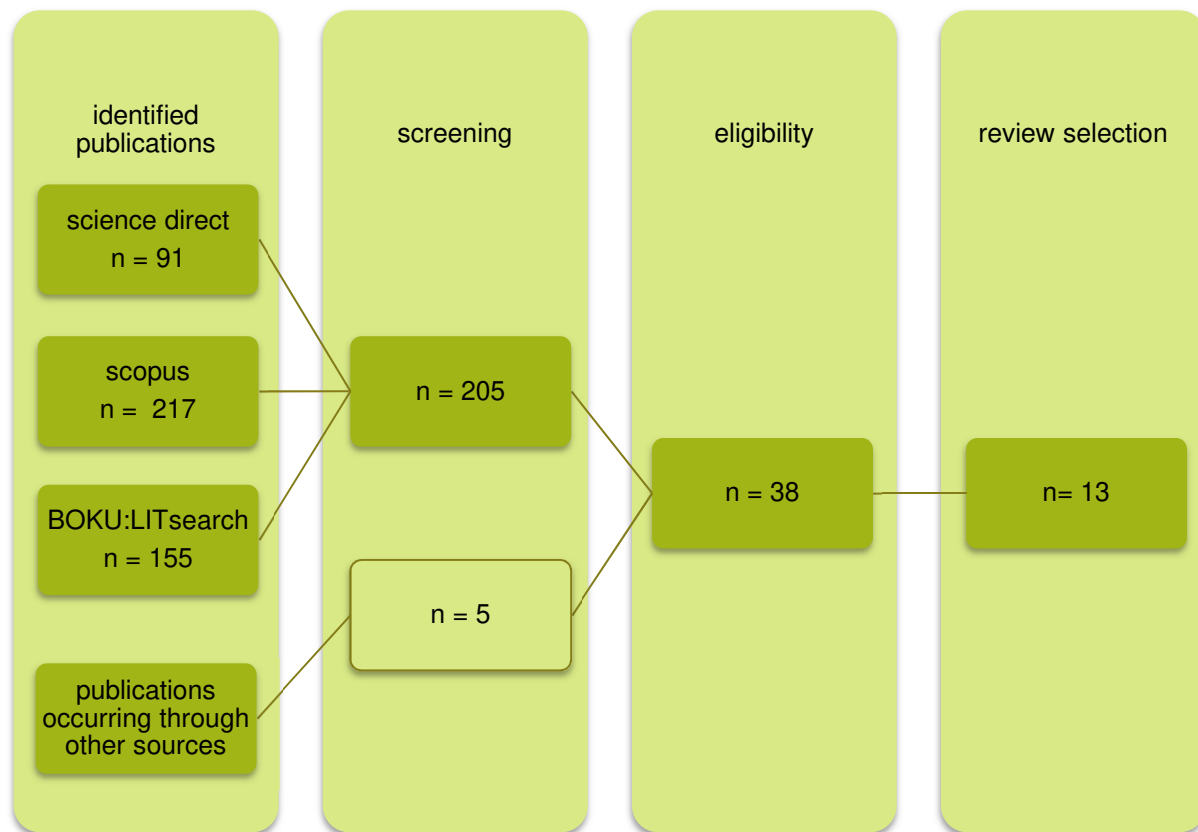 identified
publications
science direct
n = 91
scopus
n =  217
BOKU:LITsearch
n = 155
publications
occurring through
other sources
screening
n = 205
n = 5
eligibility
n = 38
review selection
n= 13